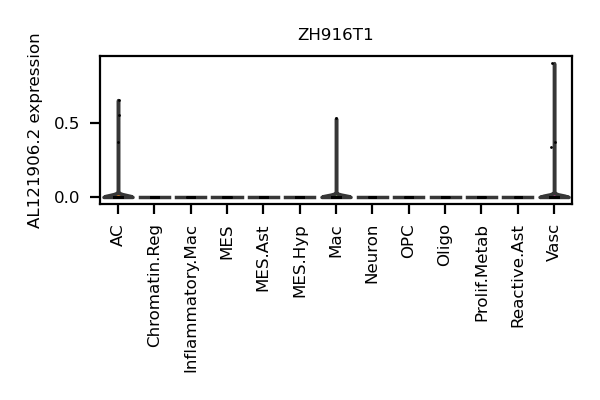 ZH916T1
AL121906.2 expression
0.5
0.0
AC
Chromatin.Reg
Inflammatory.Mac
MES
MES.Ast
MES.Hyp
Mac
Neuron
OPC
Oligo
Prolif.Metab
Reactive.Ast
Vasc